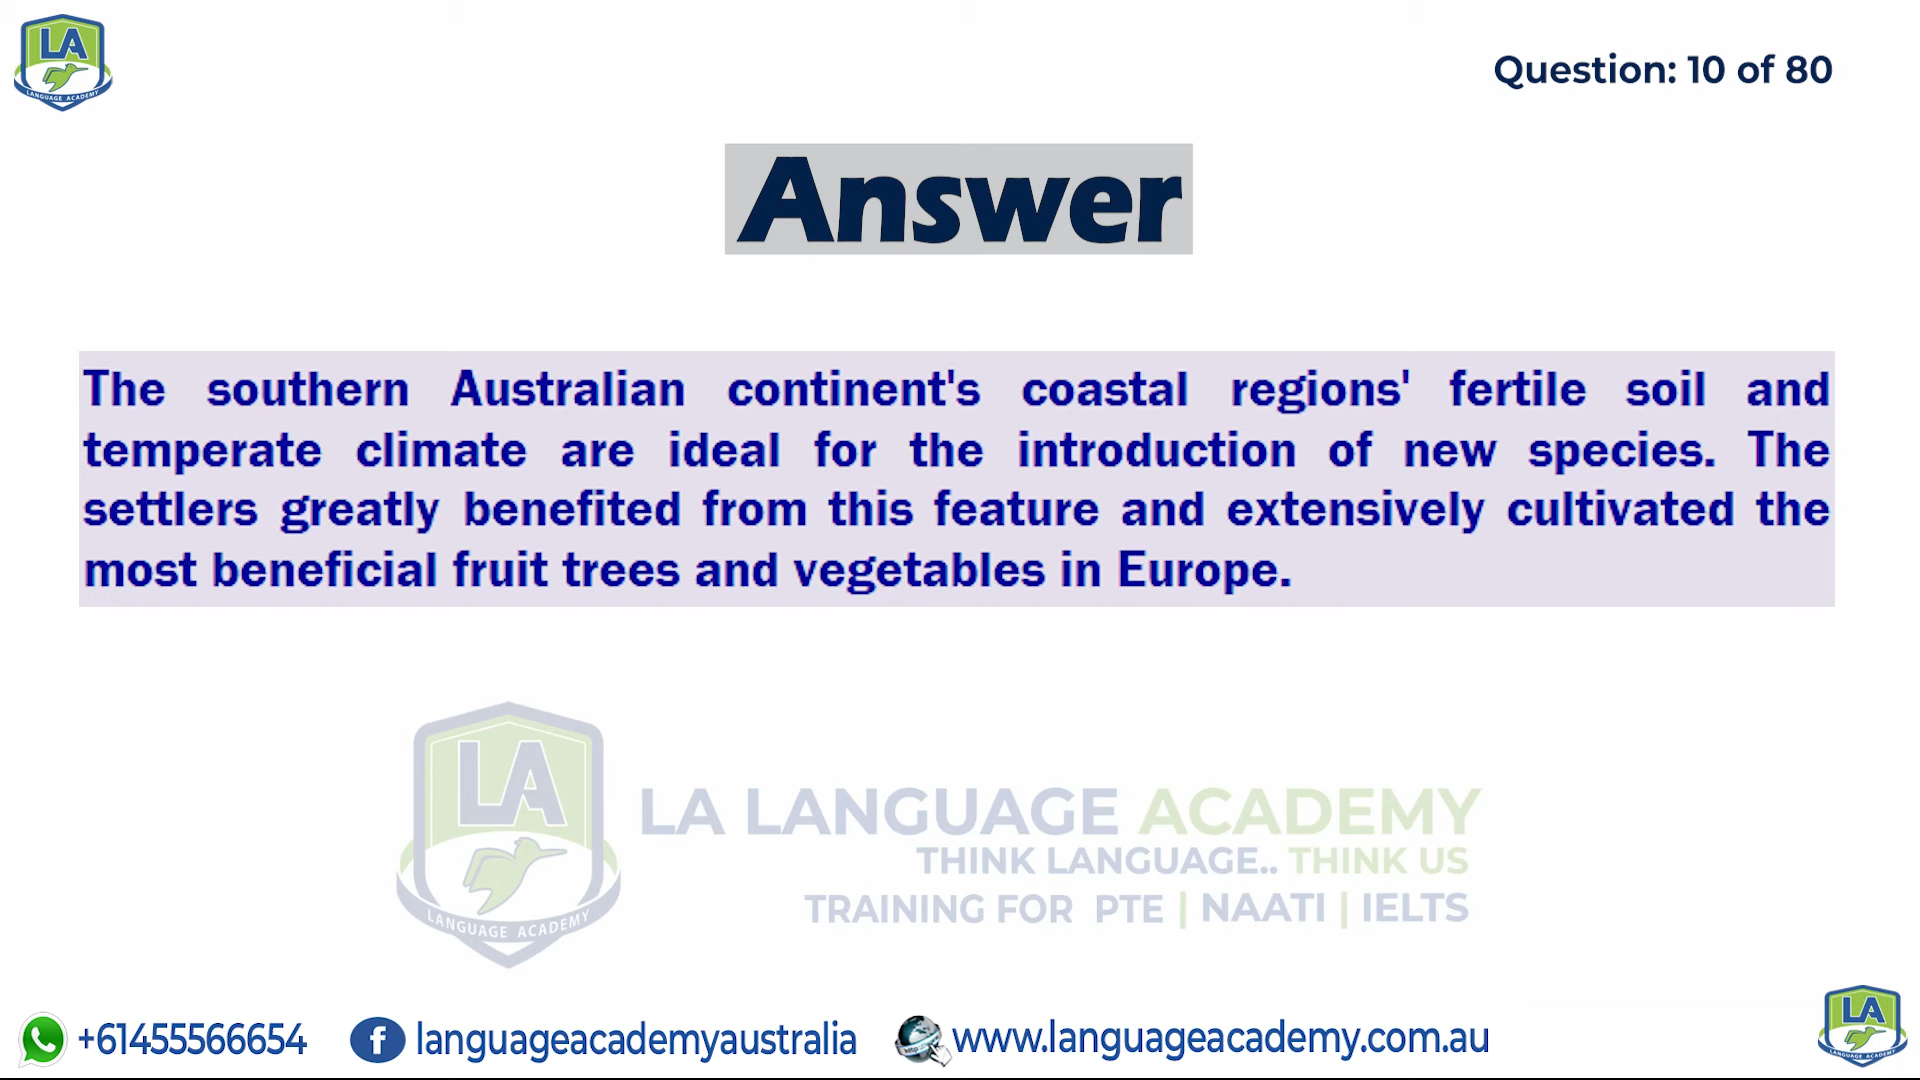 LA
LANGUAGE ACADEMY
Question: 10 of 80
Answer
The southern Australian continent's coastal regions' fertile soil and
temperate climate are ideal for the introduction of new species. The
settlers greatly benefited from this feature and extensively cultivated the
most beneficial fruit trees and vegetables in Europe.
LA
LANGUAGE ACADEMY
LA LANGUAGE ACADEMY
THINK LANGUAGE.. THINK US
TRAINING FOR PTE | NAATI | IELTS
+61455566654
f languageacademyaustralia
http:// www.languageacademy.com.au
LA
LANGUAGE ACADEMY